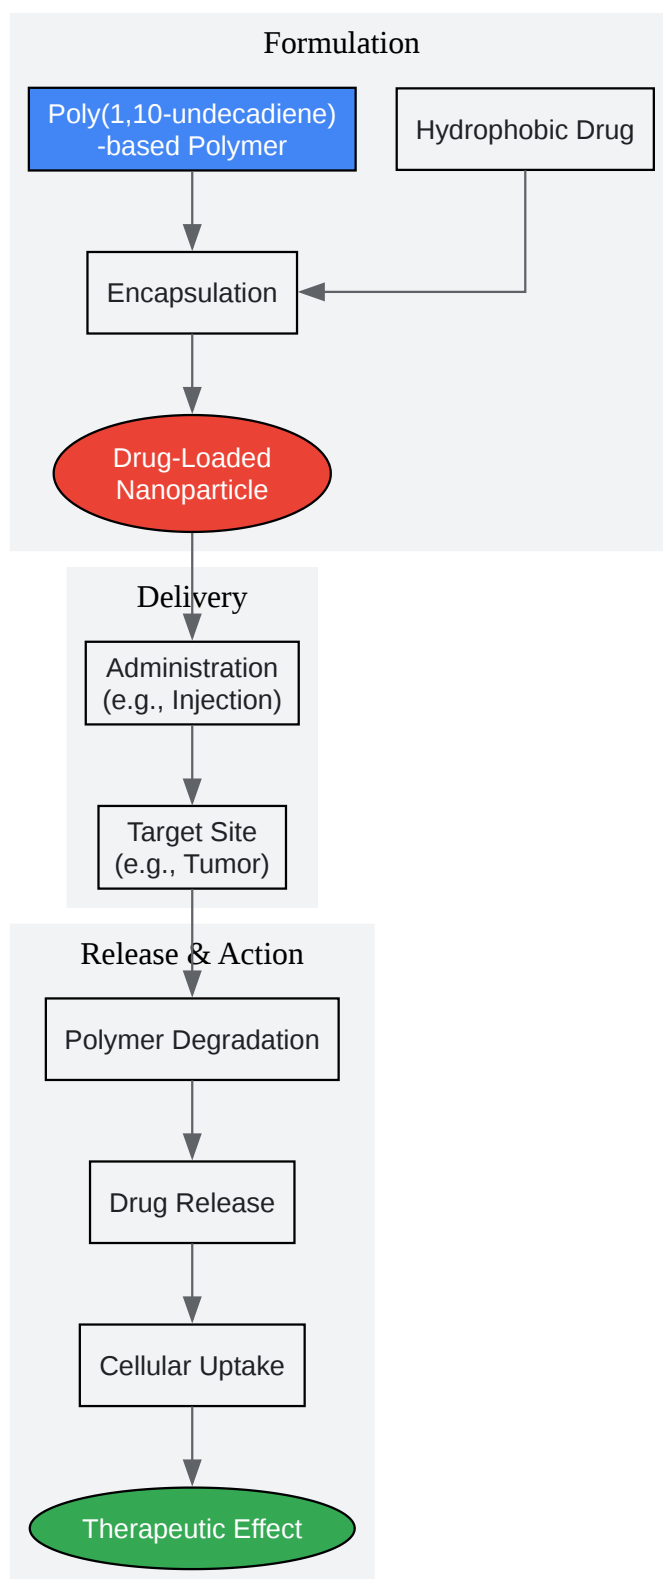 Formulation
Poly(1,10-undecadiene)
-based Polymer
Hydrophobic Drug
Encapsulation
Drug-Loaded
Nanoparticle
Delivery
Administration
(e.g., Injection)
Target Site
(e.g., Tumor)
Release & Action
Polymer Degradation
Drug Release
Cellular Uptake
Therapeutic Effect